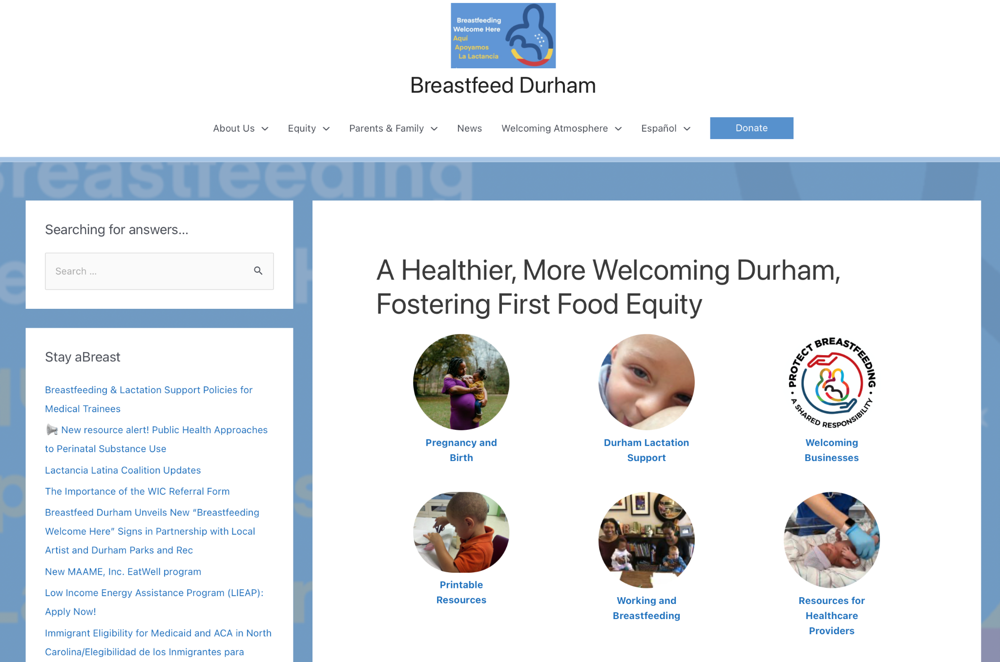 Breastfeeding
Welcome Here
Aquí
Apoyamos
La Lactancia
Breastfeed Durham
About Us
Equity
Parents & Family
News
Welcoming Atmosphere
Español
Donate
Breastfeeding
Searching for answers...
Search ...
Stay aBreast
Breastfeeding & Lactation Support Policies for
Medical Trainees
New resource alert! Public Health Approaches
to Perinatal Substance Use
Lactancia Latina Coalition Updates
The Importance of the WIC Referral Form
Breastfeed Durham Unveils New “Breastfeeding
Welcome Here” Signs in Partnership with Local
Artist and Durham Parks and Rec
New MAAME, Inc. EatWell program
Low Income Energy Assistance Program (LIEAP):
Apply Now!
Immigrant Eligibility for Medicaid and ACA in North
Carolina/Elegibilidad de los Inmigrantes para
A Healthier, More Welcoming Durham,
Fostering First Food Equity
PROTECT BREASTFEEDING
• A SHARED RESPONSIBILITY •
Pregnancy and
Birth
Durham Lactation
Support
Welcoming
Businesses
Printable
Resources
Working and
Breastfeeding
Resources for
Healthcare
Providers